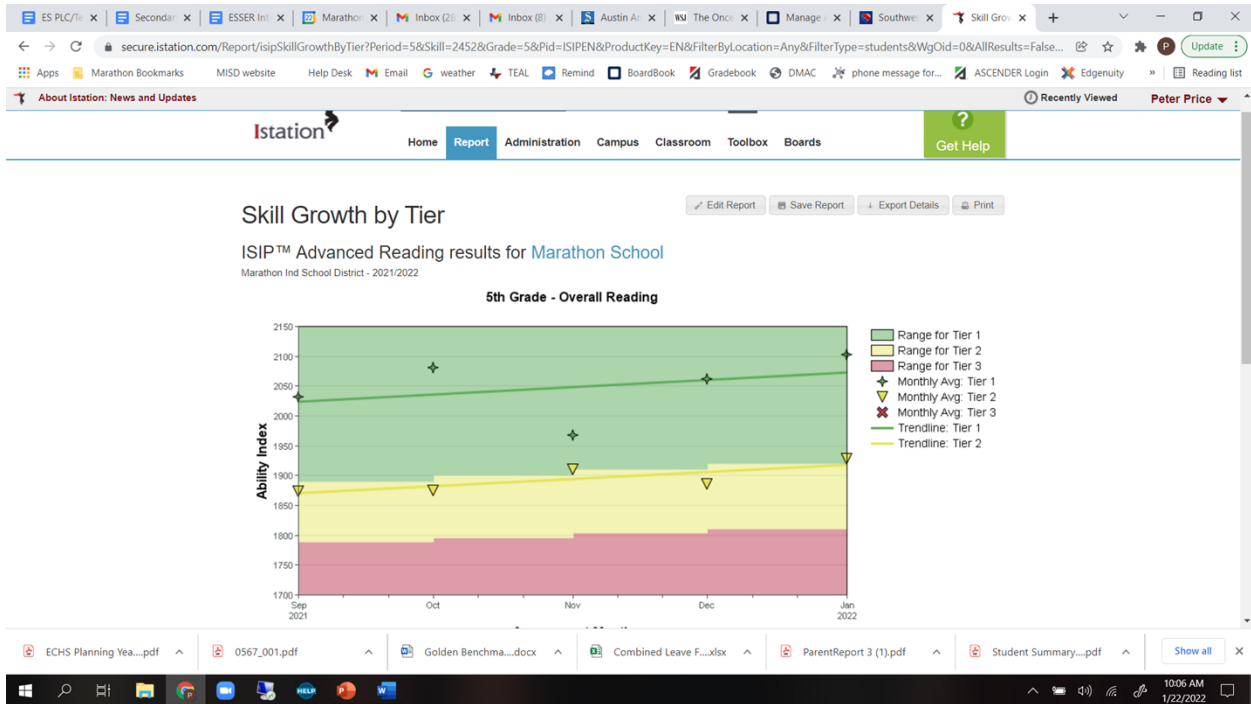 ES PLC/Te
Secondar
ESSER Int
Marathor
Inbox (28
Inbox (8)
Austin An
WSJ The Once
Manage
Southwes
Skill Grov
secure.istation.com/Report/isipSkillGrowthByTier?Period=5&Skill=2452&Grade=5&Pid=ISIPEN&ProductKey=EN&FilterByLocation=Any&FilterType=students&WgOid=0&AllResults=False...
P
Update
Apps
Marathon Bookmarks
MISD website
Help Desk
Email
weather
TEAL
Remind
BoardBook
Gradebook
DMAC
phone message for...
ASCENDER Login
Edgenuity
»
Reading list
About Istation: News and Updates
Recently Viewed
Peter Price
Istation
Home
Report
Administration
Campus
Classroom
Toolbox
Boards
?
Get Help
Skill Growth by Tier
Edit Report
Save Report
Export Details
Print
ISIP™ Advanced Reading results for Marathon School
Marathon Ind School District - 2021/2022
5th Grade - Overall Reading
Ability Index
2150
2100
2050
2000
1950
1900
1850
1800
1750
1700
Sep
2021
Oct
Nov
Dec
Jan
2022
Range for Tier 1
Range for Tier 2
Range for Tier 3
Monthly Avg: Tier 1
Monthly Avg: Tier 2
Monthly Avg: Tier 3
Trendline: Tier 1
Trendline: Tier 2
ECHS Planning Yea....pdf
0567_001.pdf
Golden Benchma....docx
Combined Leave F....xlsx
ParentReport 3 (1).pdf
Student Summary....pdf
Show all
HELP
10:06 AM
1/22/2022